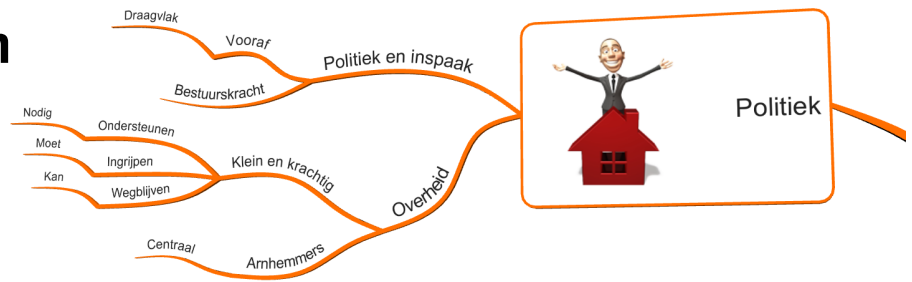 n
Draagvlak
Vooraf
Politiek en inspaak
Bestuurskracht
Politiek
Nodig
Ondersteunen
Moet
Ingrijpen
Klein en krachtig
Kan
Wegblijven
Overheid
Centraal
Arnhemmers